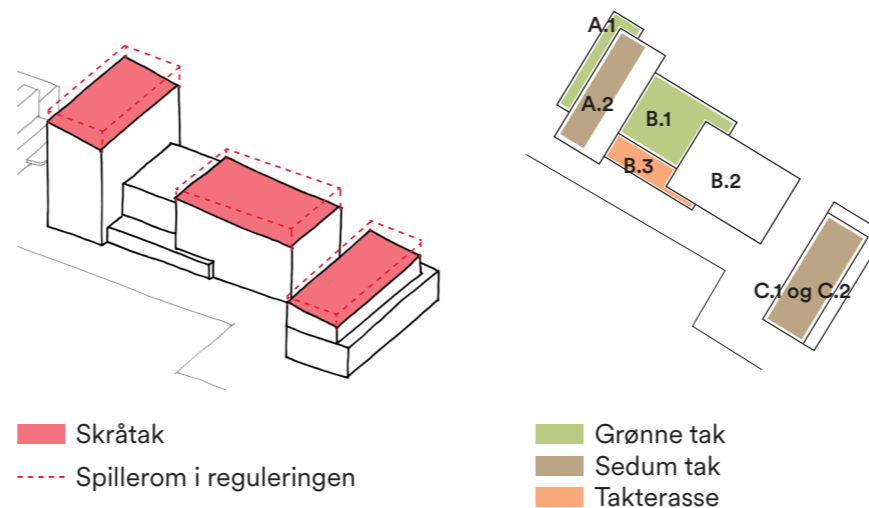 A.1
A.2
B.1
B.3
B.2
C.1 og C.2
Skråtak
Spillerom i reguleringen
Grønne tak
Sedum tak
Takterasse